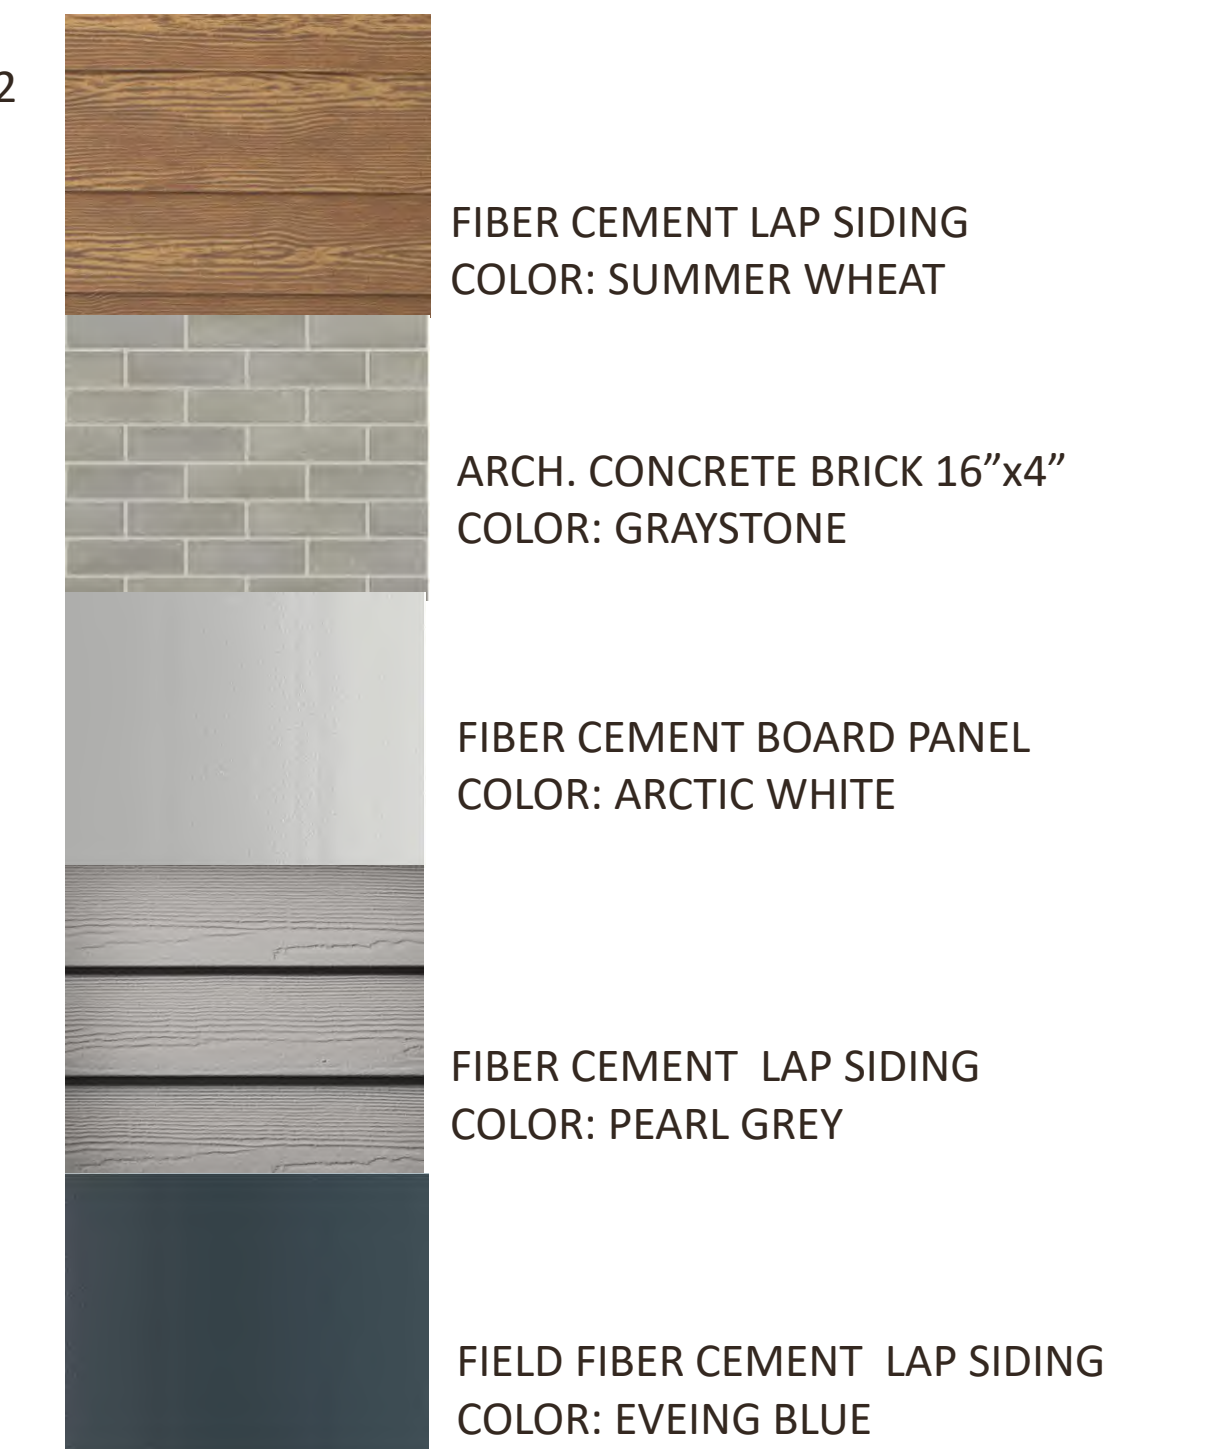 2
FIBER CEMENT LAP SIDING
COLOR: SUMMER WHEAT
ARCH. CONCRETE BRICK 16”x4”
COLOR: GRAYSTONE
FIBER CEMENT BOARD PANEL
COLOR: ARCTIC WHITE
FIBER CEMENT  LAP SIDING
COLOR: PEARL GREY
FIELD FIBER CEMENT  LAP SIDING
COLOR: EVEING BLUE